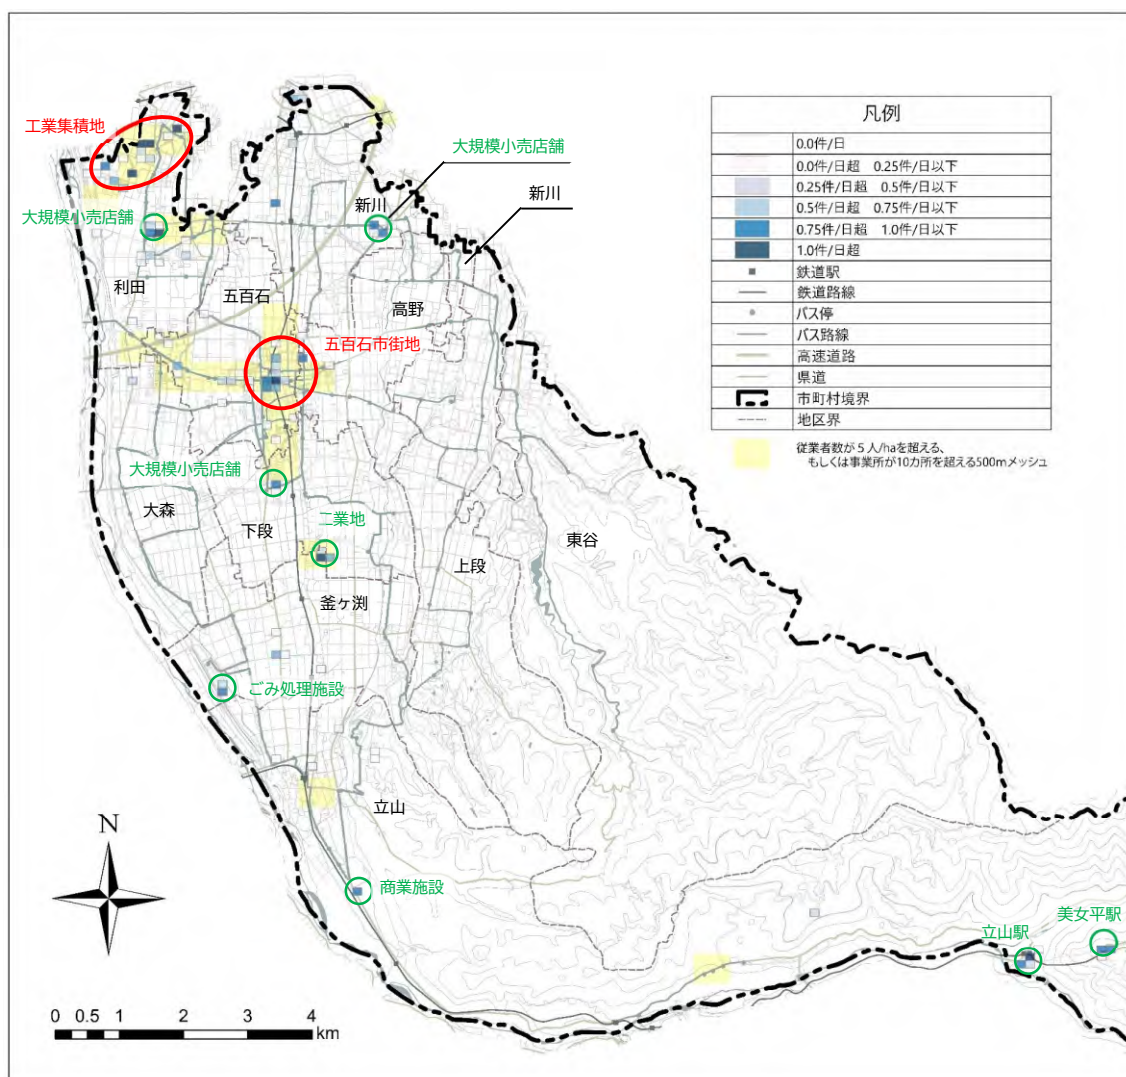 工業集積地
大規模小売店舗
新川
大規模小売店舗
新川
利田
五百石
高野
五百石市街地
大規模小売店舗
大森
下段
二業地
東谷
上段
釜ヶ渕
ごみ処理施設
立山
商業施設
美女平駅
立山駅
凡例
0.0件/日
0.0件/日超 0.25件/日以下
0.25件/日超 0.5件/日以下
0.5件/日超 0.75件/日以下
0.75件/日超 1.0件/日以下
1.0件/日超
鉄道駅
鉄道路線
バス停
バス路線
高速道路
県道
市町村境界
地区界
従業者数が5人/haを超える、
もしくは事業所が10カ所を超える500mメッシュ
N
0 0.5 1 2 3 4
km